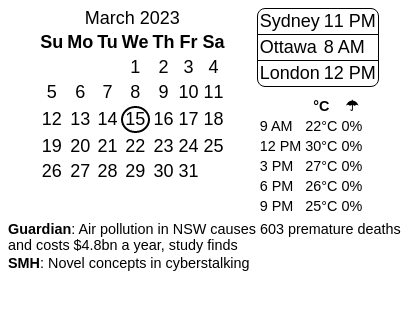 March 2023
Su Mo Tu We Th Fr Sa
1 2 3 4
5 6 7 8 9 10 11
12 13 14 15 16 17 18
19 20 21 22 23 24 25
26 27 28 29 30 31
Sydney 11 PM
Ottawa 8 AM
London 12 PM
°C ☂
9 AM 22°C 0%
12 PM 30°C 0%
3 PM 27°C 0%
6 PM 26°C 0%
9 PM 25°C 0%
Guardian: Air pollution in NSW causes 603 premature deaths
and costs $4.8bn a year, study finds
SMH: Novel concepts in cyberstalking